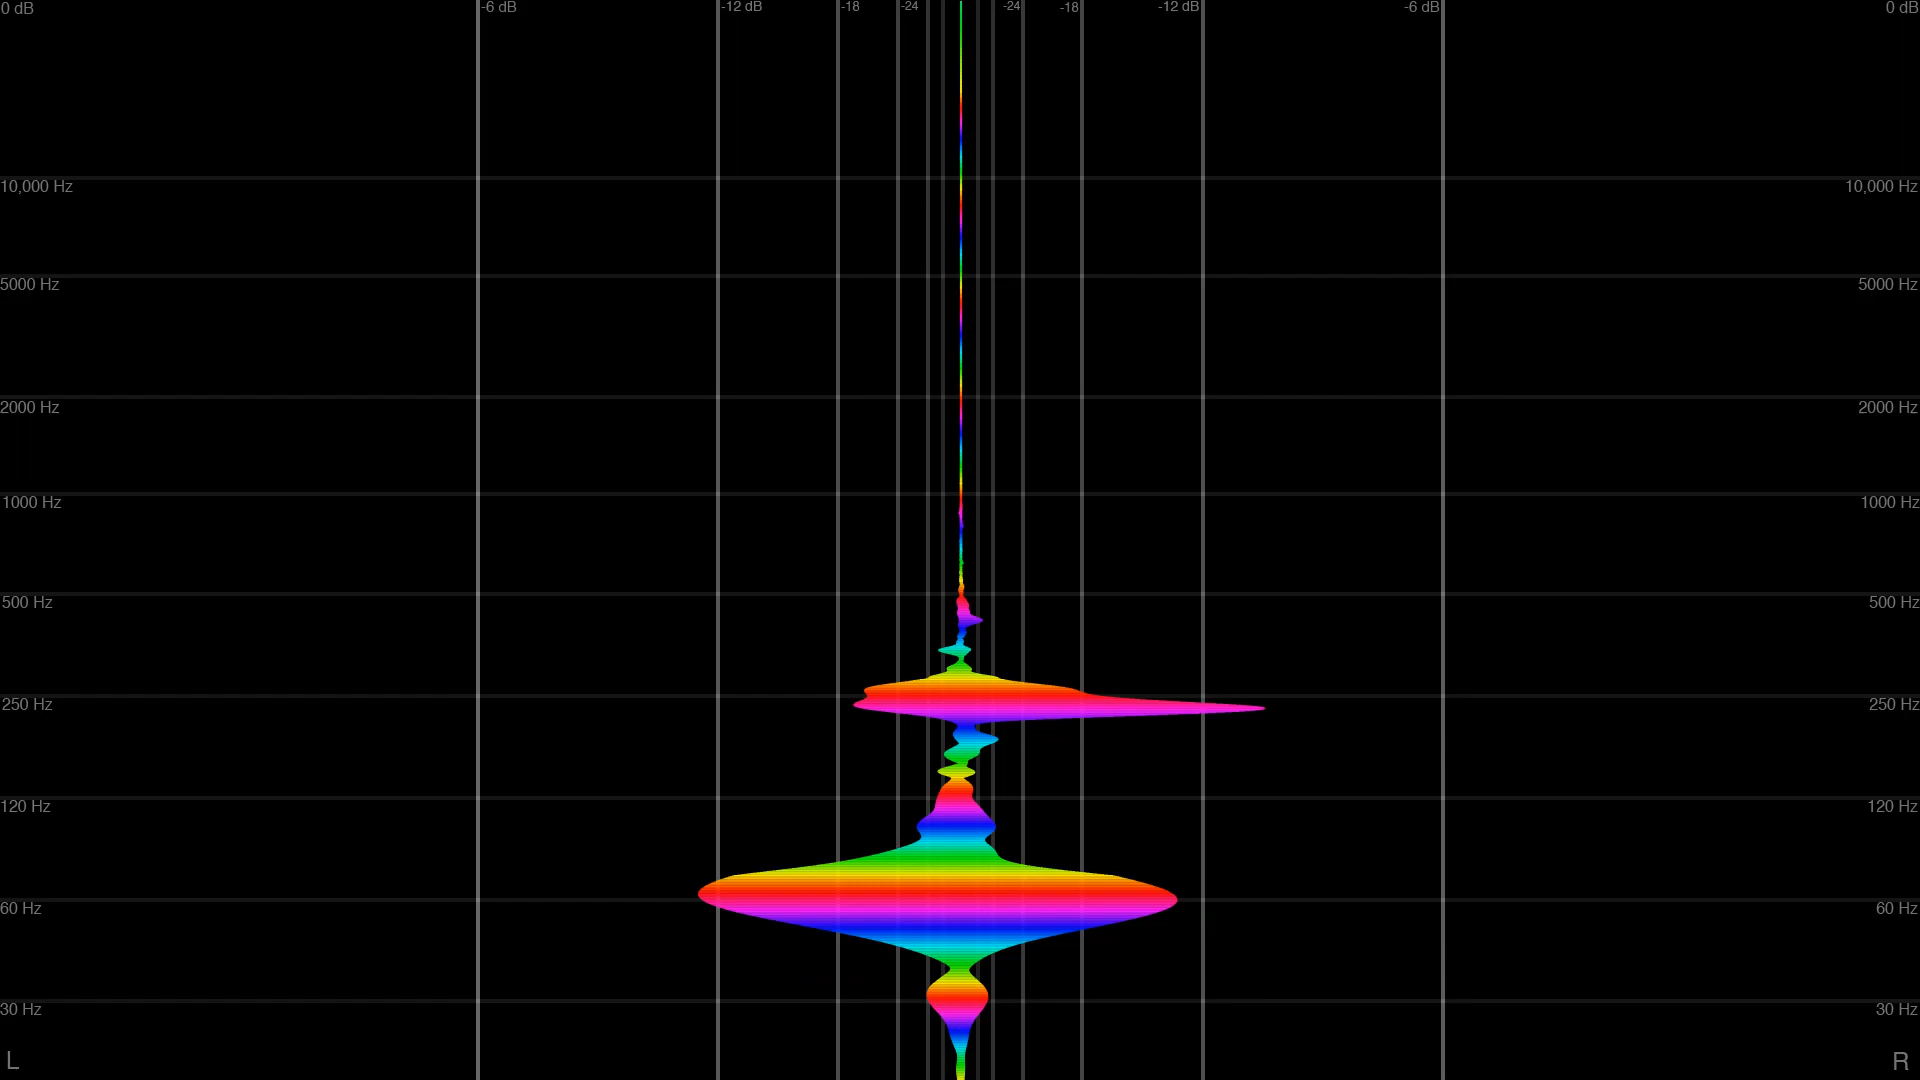 0 dB -6 dB -12 dB -18 -24 -24 -18 -12 dB -6 dB 0 dB
10,000 Hz 10,000 Hz
5000 Hz 5000 Hz
2000 Hz 2000 Hz
1000 Hz 1000 Hz
500 Hz 500 Hz
250 Hz 250 Hz
120 Hz 120 Hz
60 Hz 60 Hz
30 Hz 30 Hz
L R